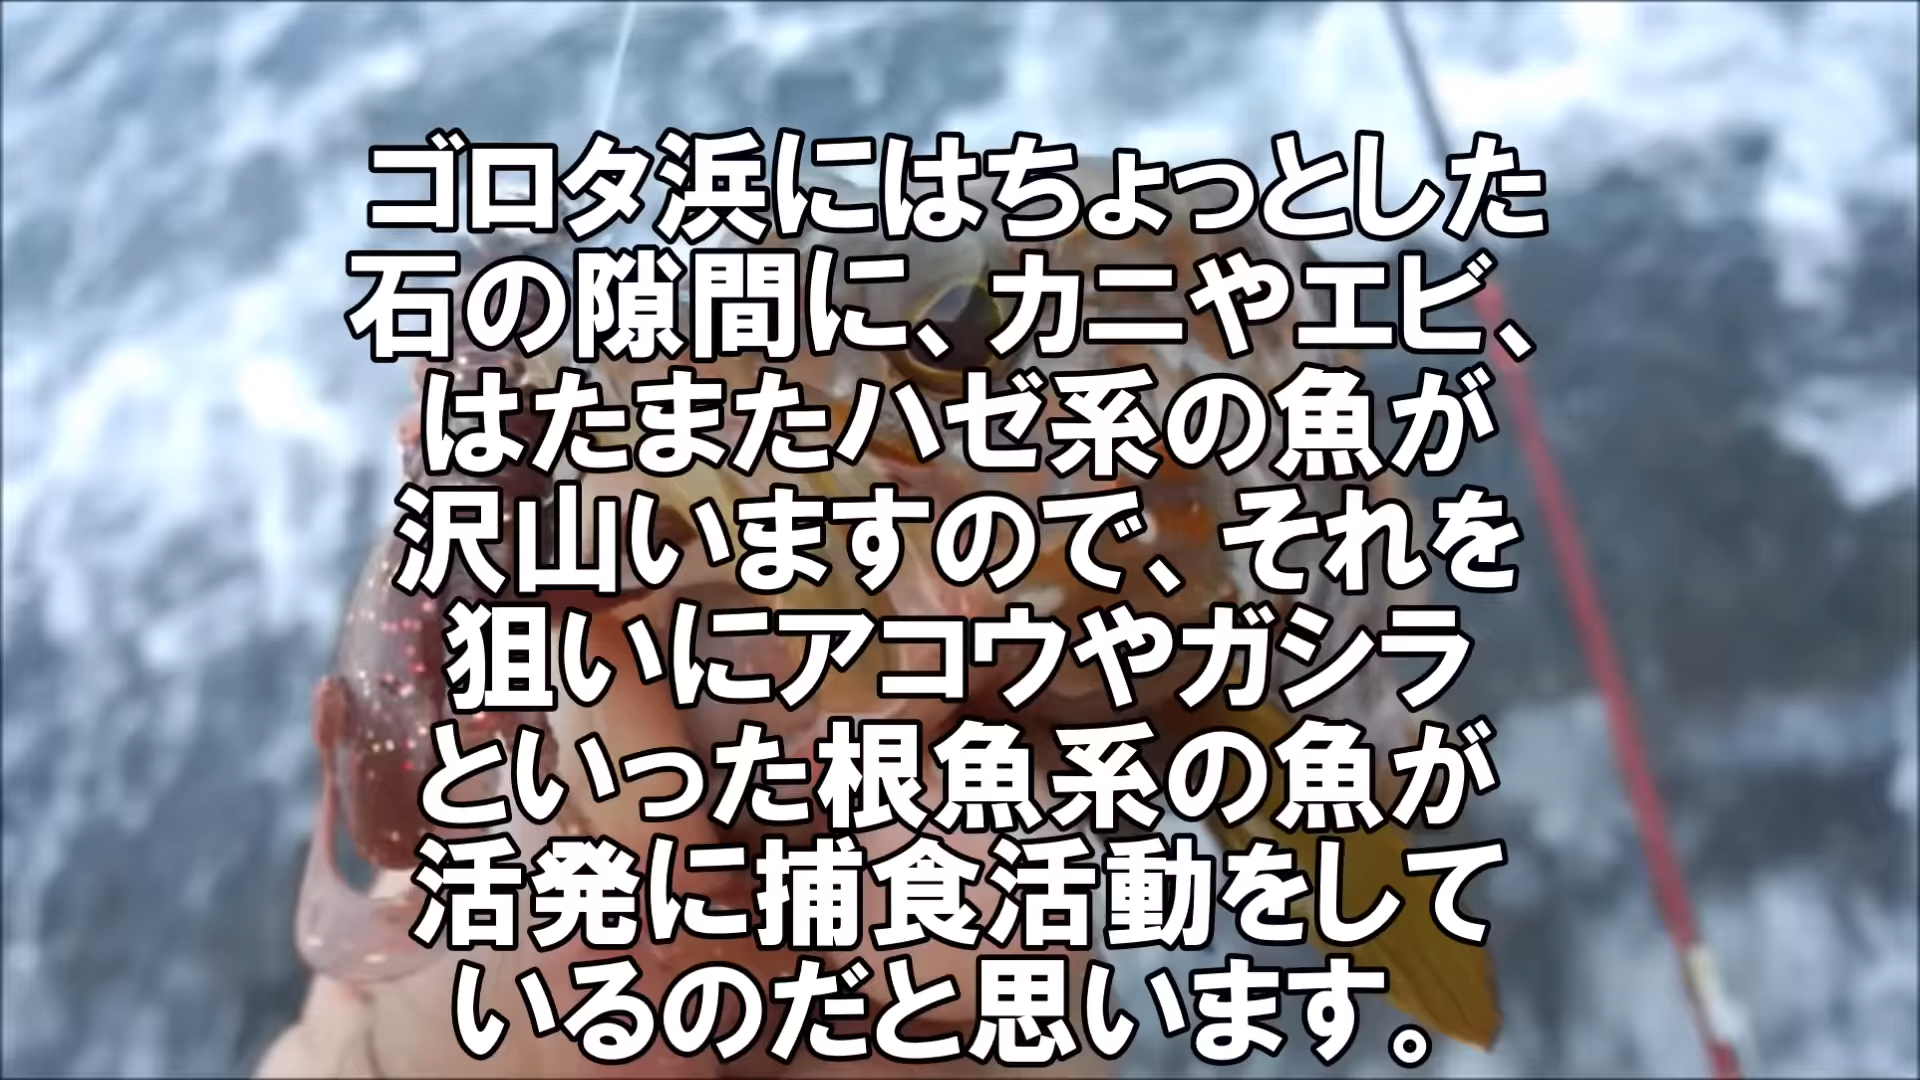 ゴロタ浜にはちょっとした
石の隙間に、カニやエビ、
はたまたハゼ系の魚が
沢山いますので、それを
狙いにアコウやガシラ
といった根魚系の魚が
活発に捕食活動をして
いるのだと思います。